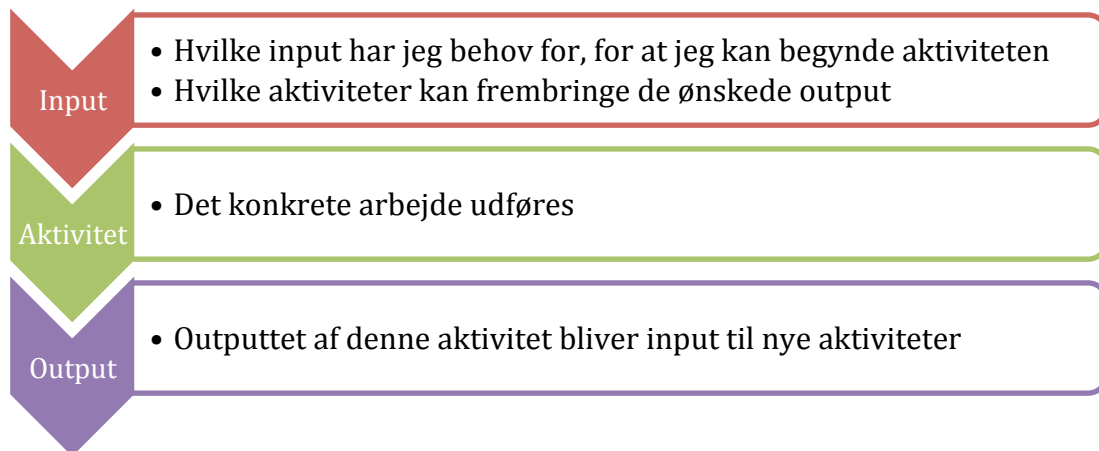 Input
• Hvilke input har jeg behov for, for at jeg kan begynde aktiviteten
• Hvilke aktiviteter kan frembringe de ønskede output
Aktivitet
• Det konkrete arbejde udføres
Output
• Outputtet af denne aktivitet bliver input til nye aktiviteter